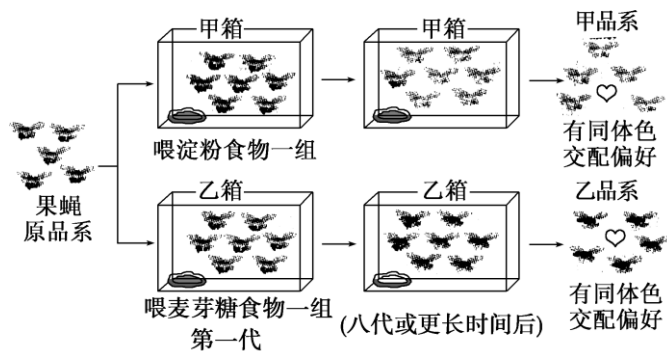 甲箱
甲箱
甲品系
喂淀粉食物一组
有同体色
交配偏好
果蝇
原品系
乙箱
乙箱
乙品系
喂麦芽糖食物一组
第一代
(八代或更长时间后)
有同体色
交配偏好